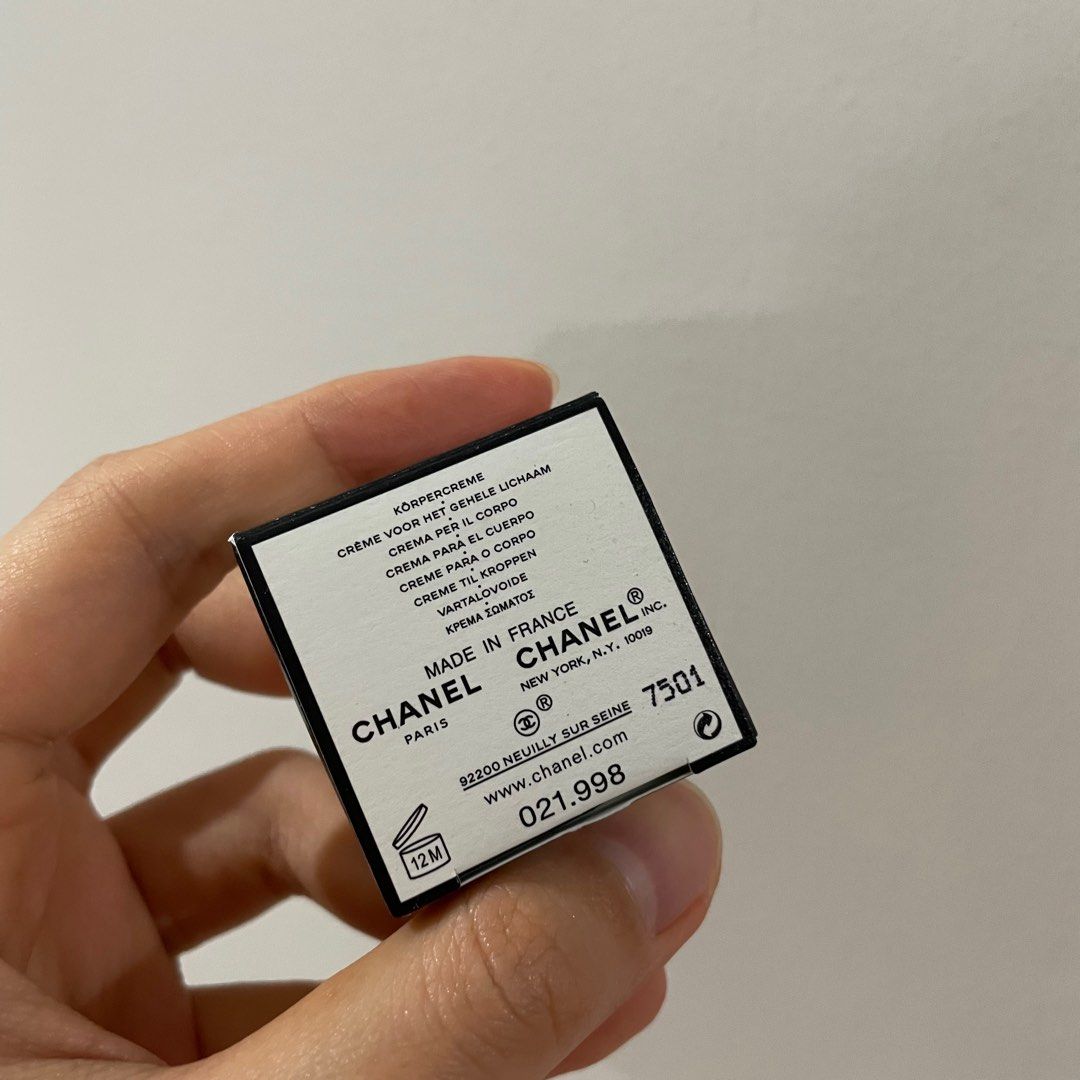 KÖRPERCREME
CRÈME VOOR HET GEHELE LICHAAM
CREMA PER IL CORPO
CREMA PARA EL CUERPO
CREME PARA O CORPO
CREME TIL KROPPEN
VARTALOVOIDE
ΚΡΕΜΑ ΣΩΜΑΤΟΣ
MADE IN FRANCE
CHANEL
PARIS
CHANEL® INC.
NEW YORK, N.Y. 10019
®
92200 NEUILLY SUR SEINE
7501
www.chanel.com
021.998
12M